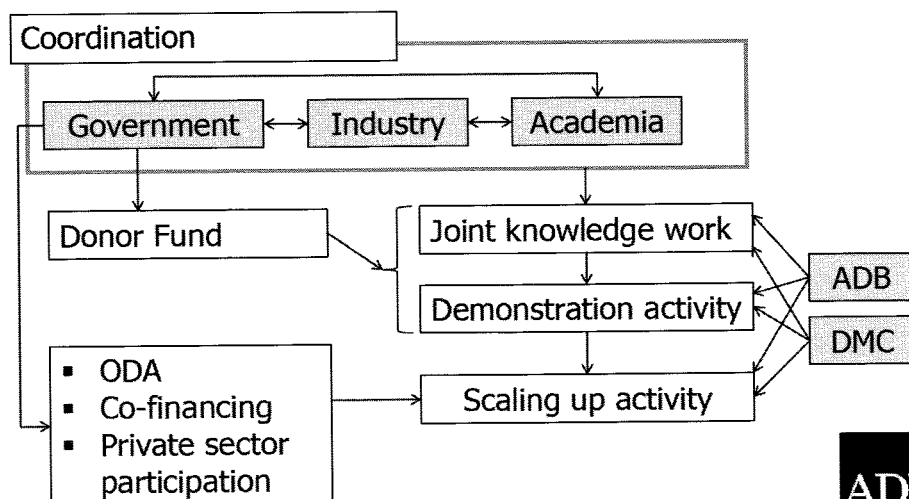 Coordination
Government
Industry
Academia
Donor Fund
Joint knowledge work
Demonstration activity
Scaling up activity
ADB
DMC
▪ ODA
▪ Co-financing
▪ Private sector
participation